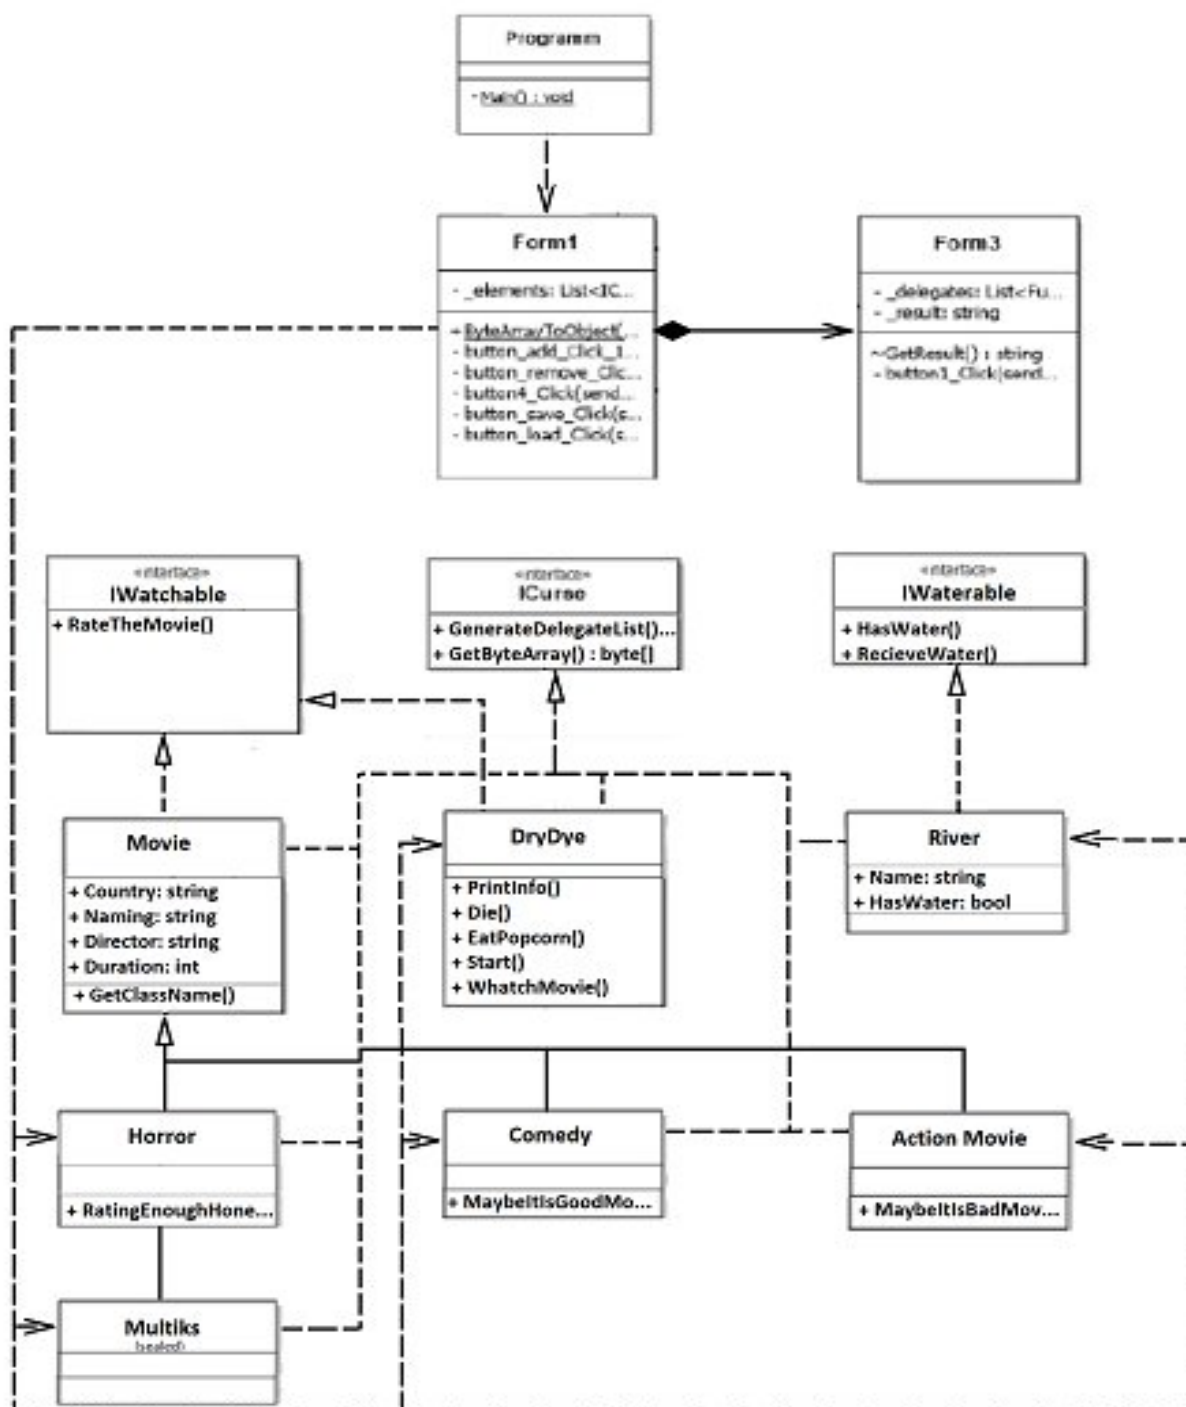 Programm
- Main() : void
Form1
- _elements: List<IC...
+ ByteArrayToObject(...
- button_add_Click_1...
- button_remove_Clic...
- button4_Click(send...
- button_save_Click(s...
- button_load_Click(s...
Form3
- _delegates: List<Fu...
- _result: string
~GetResult() : string
- button1_Click(send...
«interface»
IWatchable
+ RateTheMovie()
«interface»
ICurse
+ GenerateDelegateList()...
+ GetByteArray() : byte[]
«interface»
IWaterable
+ HasWater()
+ RecieveWater()
Movie
+ Country: string
+ Naming: string
+ Director: string
+ Duration: int
+ GetClassName()
DryDye
+ PrintInfo()
+ Die()
+ EatPopcorn()
+ Start()
+ WhatchMovie()
River
+ Name: string
+ HasWater: bool
Horror
+ RatingEnoughHone...
Comedy
+ MaybeItIsGoodMo...
Action Movie
+ MaybeItIsBadMov...
Multiks
(sealed)